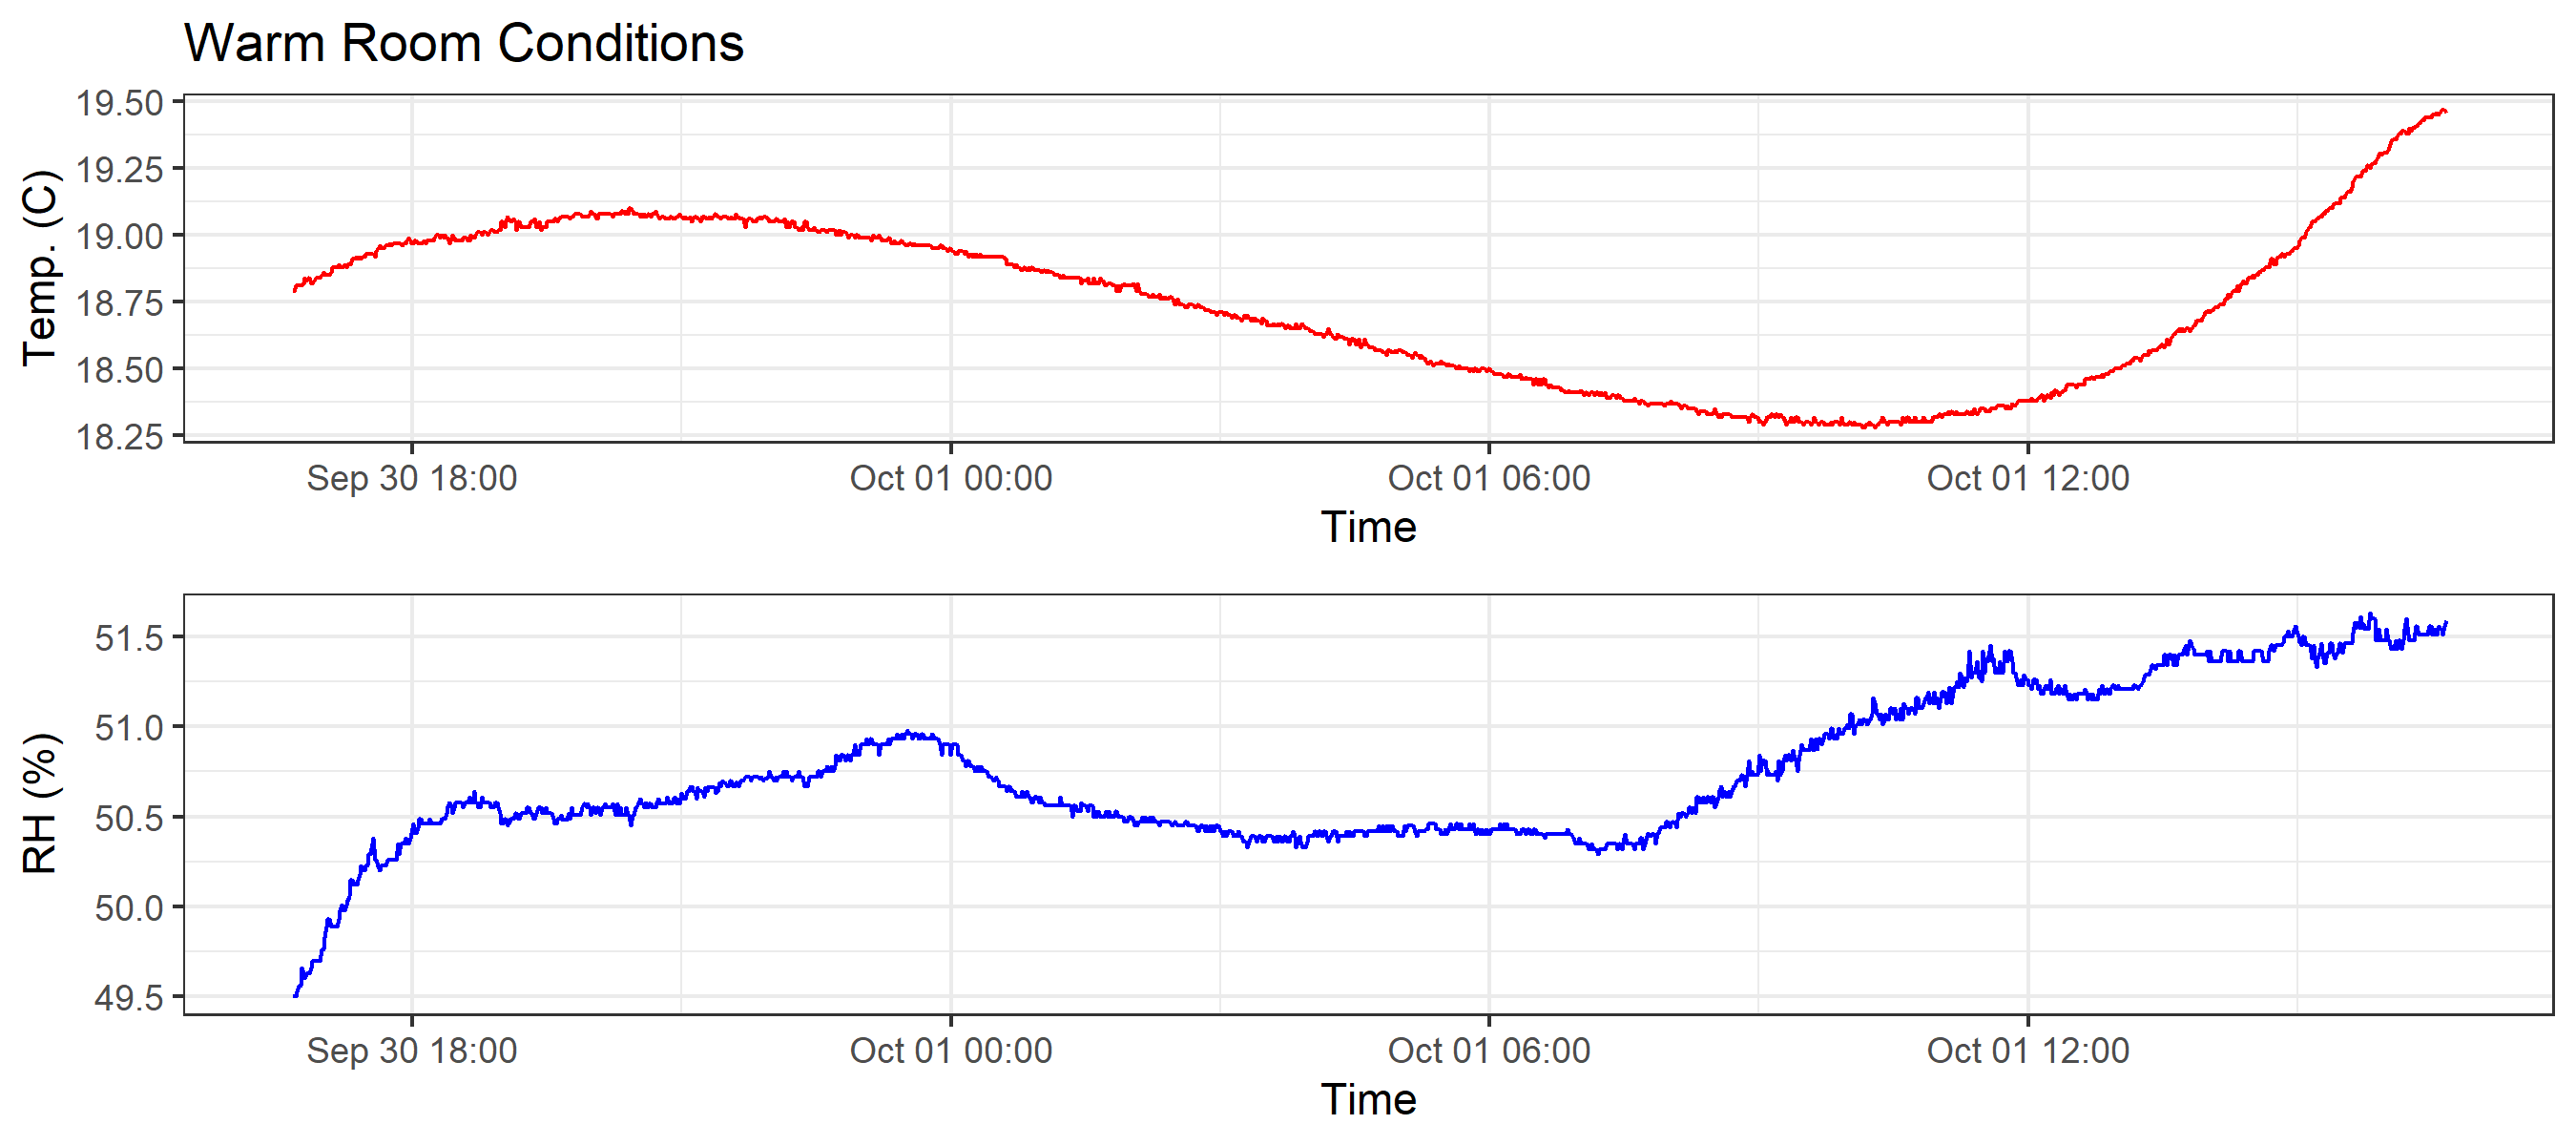 Warm Room Conditions
19.50
19.25
19.00
18.75
18.50
18.25
Temp. (C)
Sep 30 18:00 Oct 01 00:00 Oct 01 06:00 Oct 01 12:00
Time
51.5
51.0
50.5
50.0
49.5
RH (%)
Sep 30 18:00 Oct 01 00:00 Oct 01 06:00 Oct 01 12:00
Time